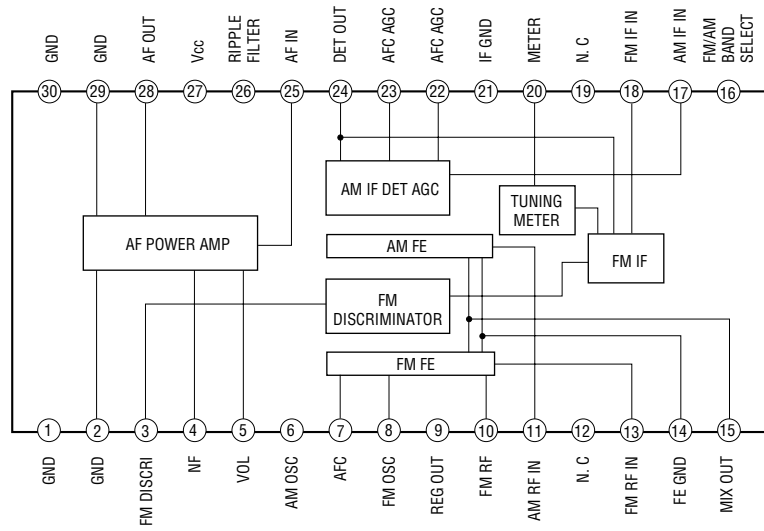 GND
GND
AF OUT
Vcc
RIPPLE
FILTER
AF IN
DET OUT
AFC AGC
AFC AGC
IF GND
METER
N. C
FM IF IN
AM IF IN
FM/AM
BAND
SELECT
30 29 28 27 26 25 24 23 22 21 20 19 18 17 16
AM IF DET AGC
TUNING
METER
AF POWER AMP
AM FE
FM IF
FM
DISCRIMINATOR
FM FE
1 2 3 4 5 6 7 8 9 10 11 12 13 14 15
GND
GND
FM DISCRI
NF
VOL
AM OSC
AFC
FM OSC
REG OUT
FM RF
AM RF IN
N. C
FM RF IN
FE GND
MIX OUT